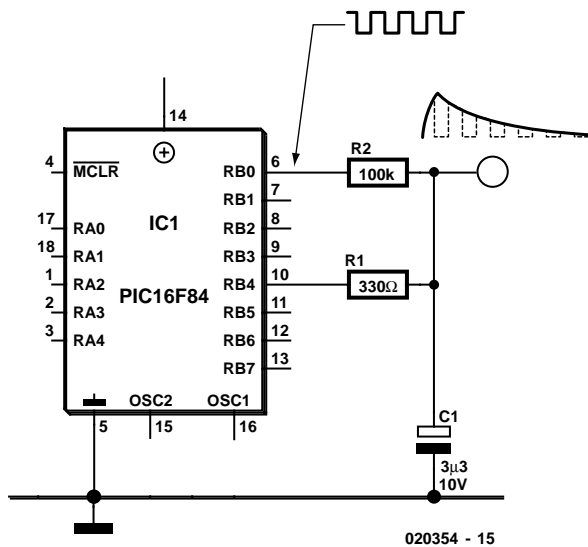 14
4 MCLR RB0 6 R2 100k
RB1 7
17 RA0 IC1 RB2 8
18 RA1 RB3 9 R1
1 RA2 PIC16F84 RB4 10 330Ω
2 RA3 RB5 11
3 RA4 RB6 12
RB7 13
OSC2 OSC1
5 15 16
C1
3µ3
10V
020354 - 15